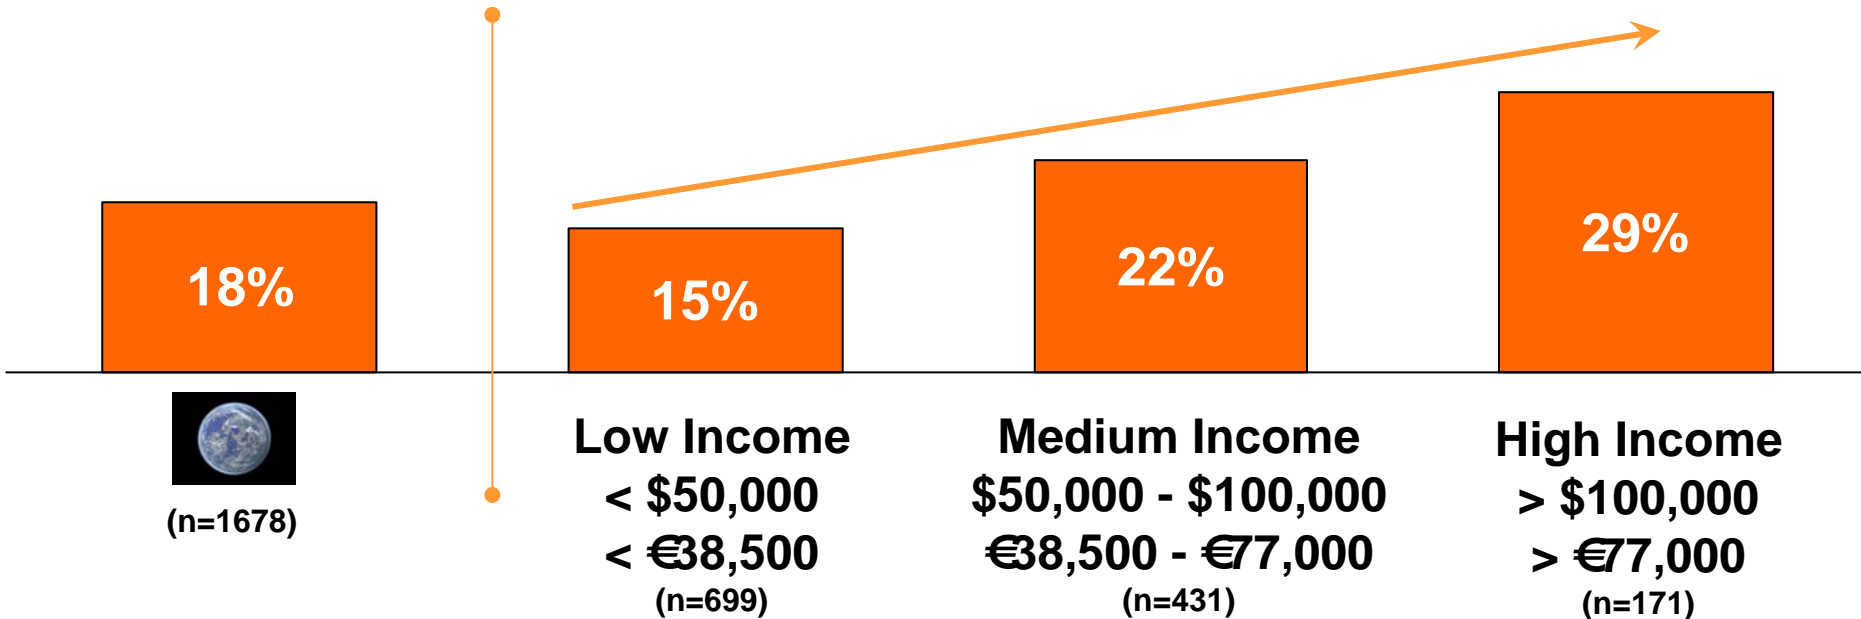 18%
15%
22%
29%
(n=1678)
Low Income
< $50,000
< €38,500
(n=699)
Medium Income
$50,000 - $100,000
€38,500 - €77,000
(n=431)
High Income
> $100,000
> €77,000
(n=171)